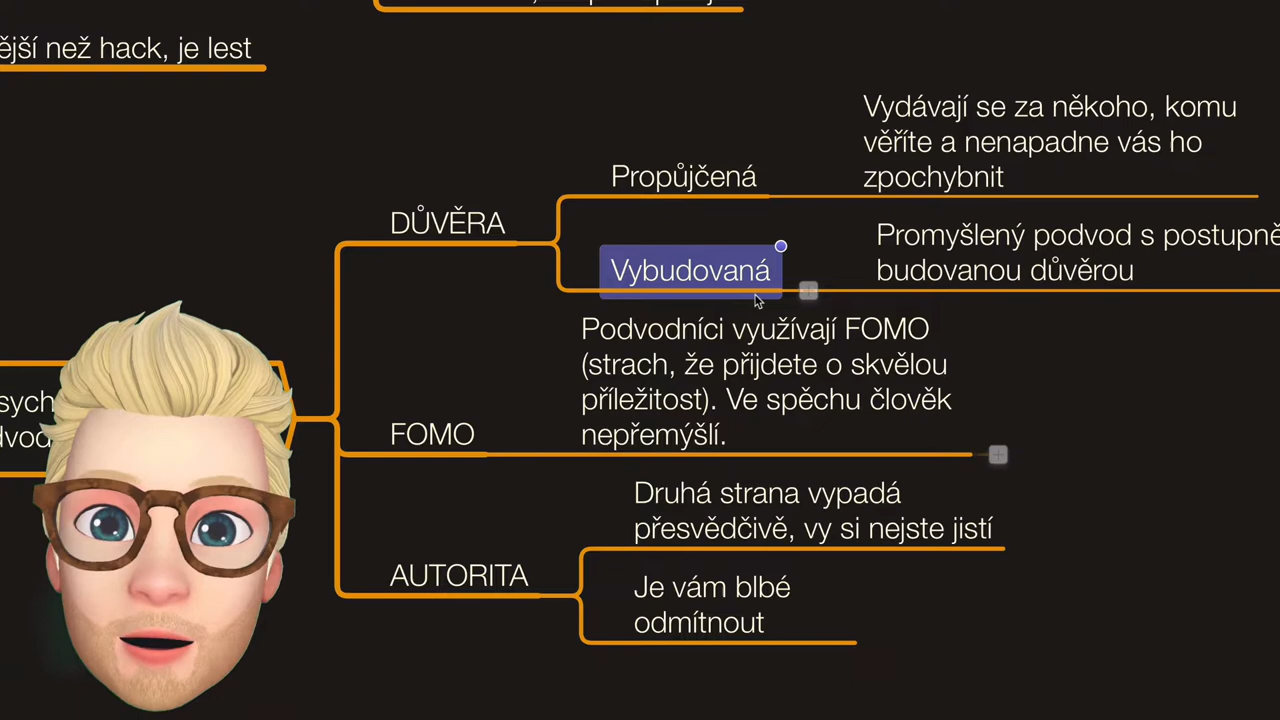 než hack, je lest
Vydávají se za někoho, komu
věříte a nenapadne vás ho
zpochybnit
Propůjčená
DŮVĚRA
Promyšlený podvod s postupně
budovanou důvěrou
Vybudovaná
Podvodníci využívají FOMO
(strach, že přijdete o skvělou
příležitost). Ve spěchu člověk
nepřemýšlí.
FOMO
Druhá strana vypadá
přesvědčivě, vy si nejste jistí
AUTORITA
Je vám blbé
odmítnout